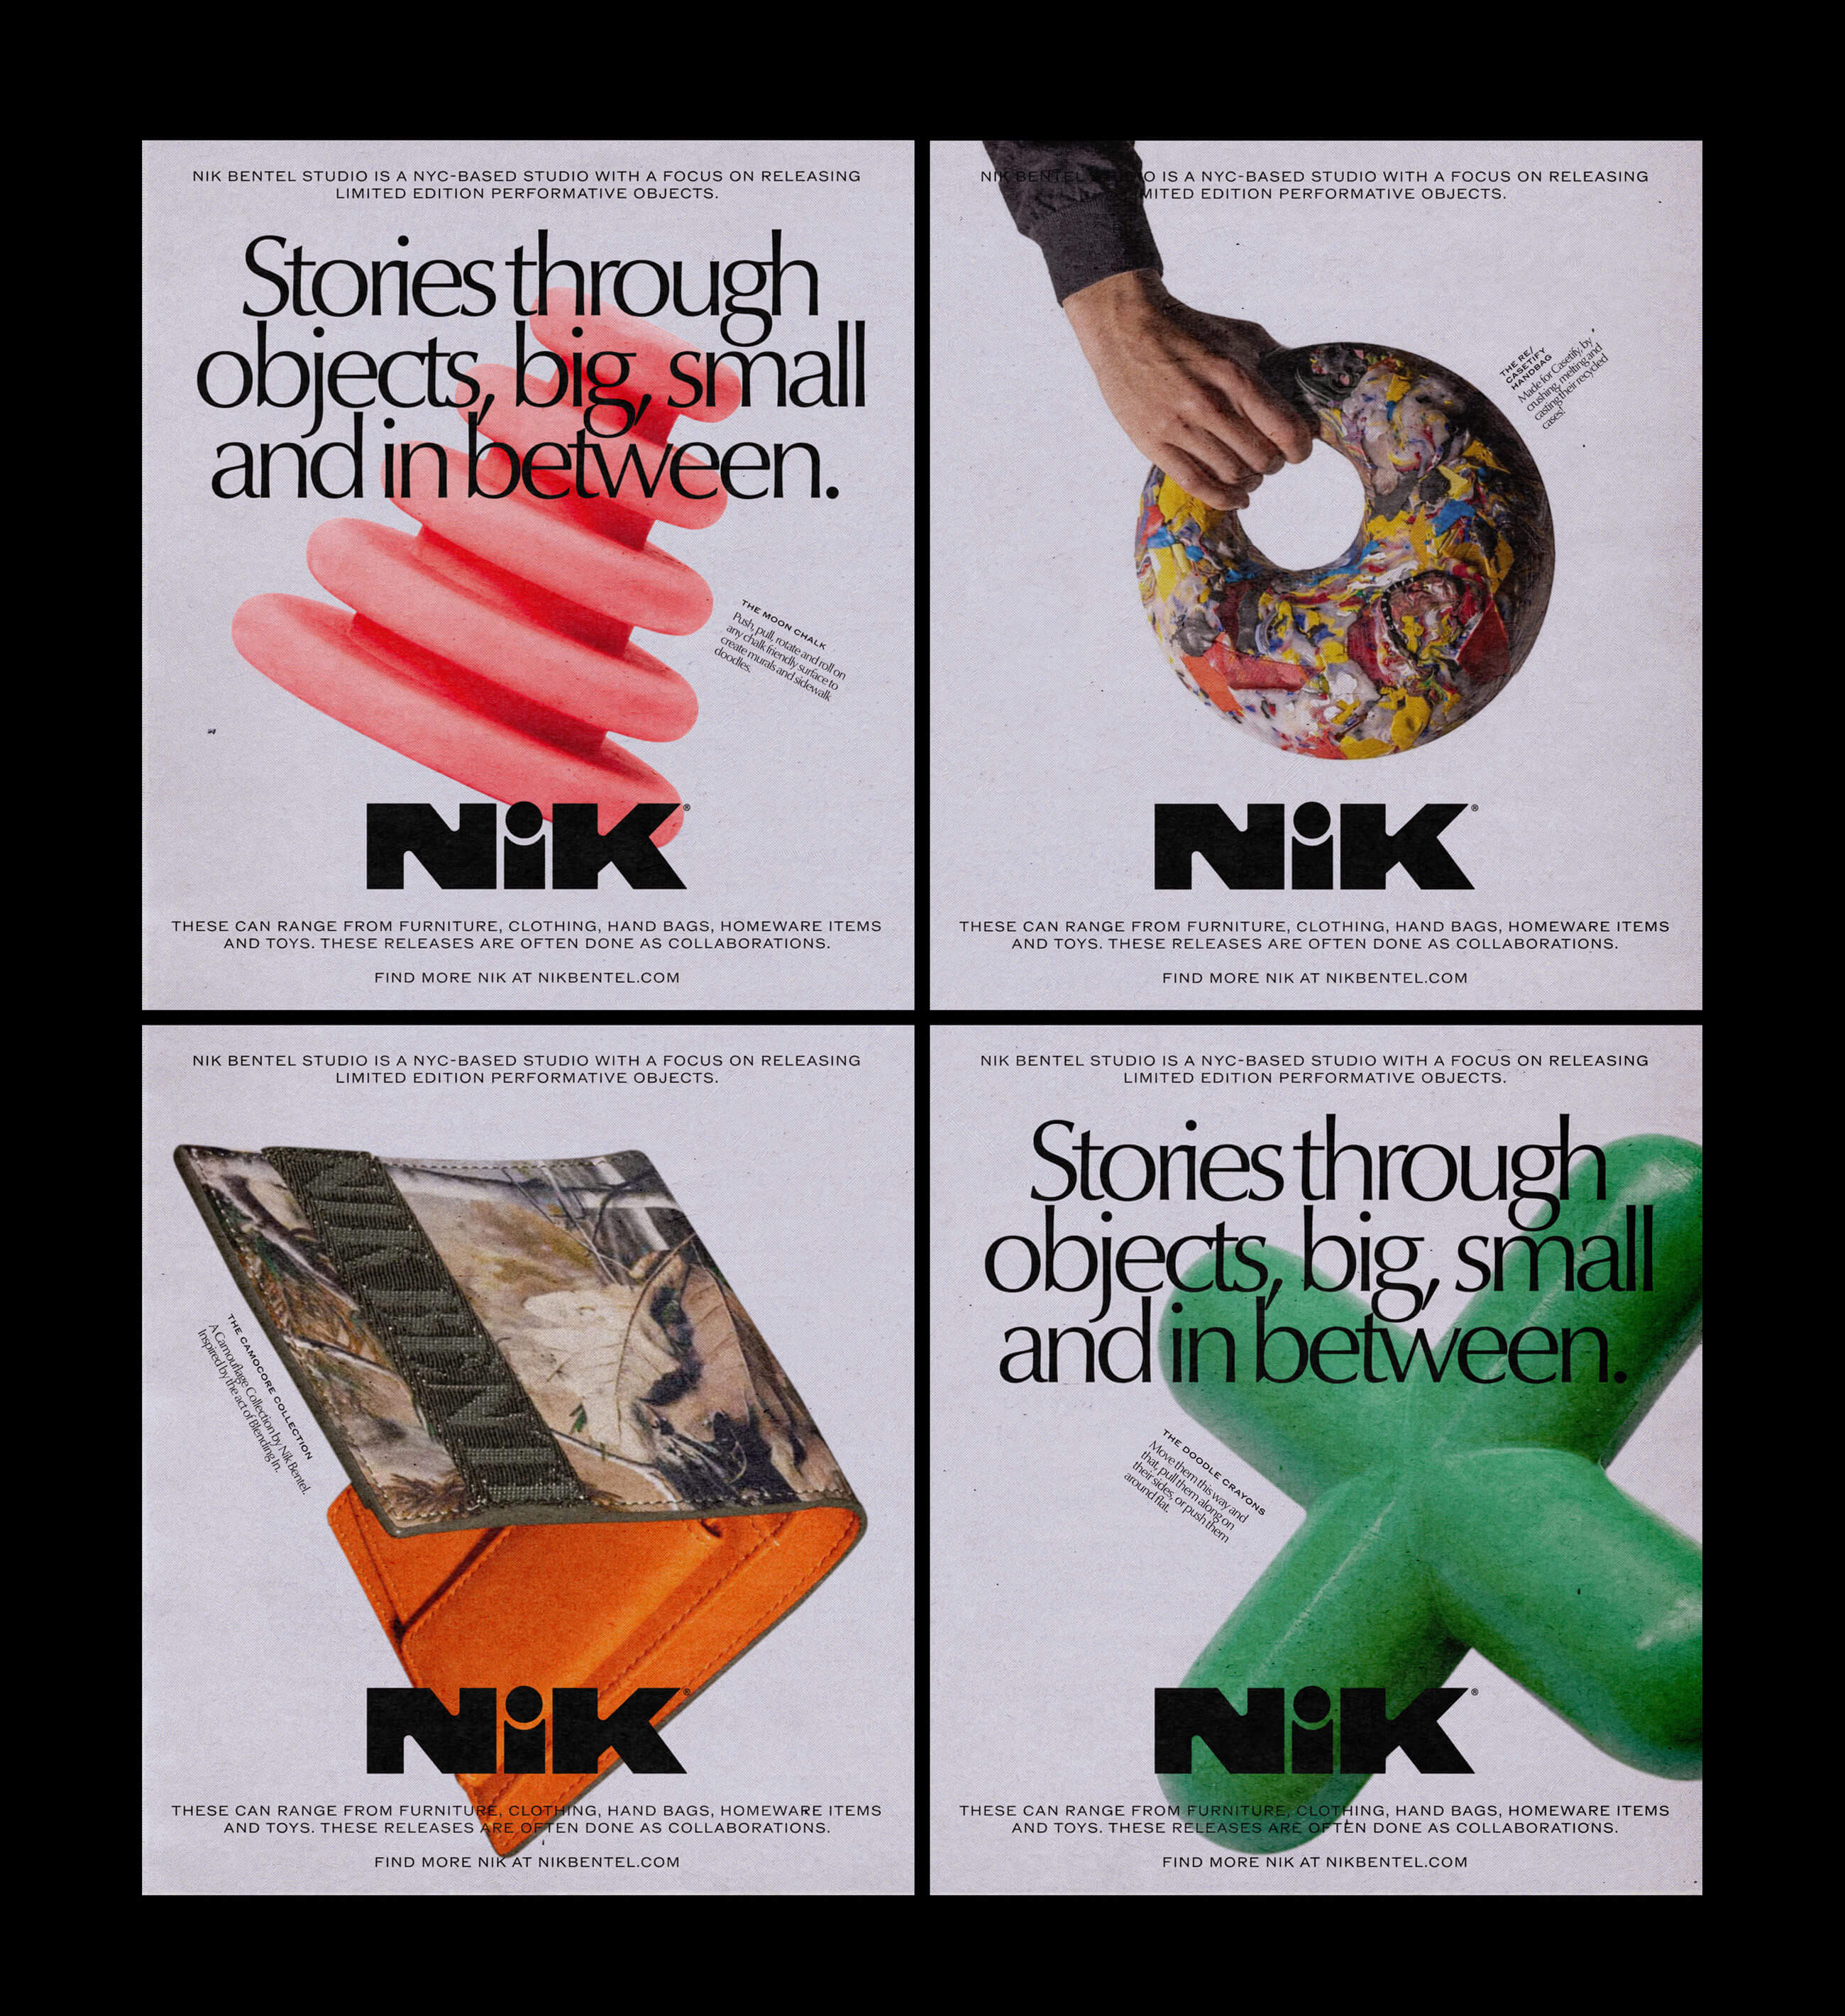 NIK BENTEL STUDIO IS A NYC-BASED STUDIO WITH A FOCUS ON RELEASING
LIMITED EDITION PERFORMATIVE OBJECTS.
Stories through
objects, big, small
and in between.
THE MOON CHALK
Push, pull, rotate and roll on
any chalk friendly surface to
create murals and sidewalk
doodles.
NiK®
THESE CAN RANGE FROM FURNITURE, CLOTHING, HAND BAGS, HOMEWARE ITEMS
AND TOYS. THESE RELEASES ARE OFTEN DONE AS COLLABORATIONS.
FIND MORE NIK AT NIKBENTEL.COM
NIK BENTEL STUDIO IS A NYC-BASED STUDIO WITH A FOCUS ON RELEASING
LIMITED EDITION PERFORMATIVE OBJECTS.
THE RE/
CASETIFY
HANDBAG
Made for Casetify, by
crushing, melting and
casting their recycled
cases!
NiK®
THESE CAN RANGE FROM FURNITURE, CLOTHING, HAND BAGS, HOMEWARE ITEMS
AND TOYS. THESE RELEASES ARE OFTEN DONE AS COLLABORATIONS.
FIND MORE NIK AT NIKBENTEL.COM
NIK BENTEL STUDIO IS A NYC-BASED STUDIO WITH A FOCUS ON RELEASING
LIMITED EDITION PERFORMATIVE OBJECTS.
THE CAMOCORE COLLECTION
A Camouflage Collection by Nik Bentel.
Inspired by the act of Blending In.
NiK®
THESE CAN RANGE FROM FURNITURE, CLOTHING, HAND BAGS, HOMEWARE ITEMS
AND TOYS. THESE RELEASES ARE OFTEN DONE AS COLLABORATIONS.
FIND MORE NIK AT NIKBENTEL.COM
NIK BENTEL STUDIO IS A NYC-BASED STUDIO WITH A FOCUS ON RELEASING
LIMITED EDITION PERFORMATIVE OBJECTS.
Stories through
objects, big, small
and in between.
THE DOODLE CRAYONS
Move them this way and
that, pull them along on
their sides, or push them
around flat.
NiK®
THESE CAN RANGE FROM FURNITURE, CLOTHING, HAND BAGS, HOMEWARE ITEMS
AND TOYS. THESE RELEASES ARE OFTEN DONE AS COLLABORATIONS.
FIND MORE NIK AT NIKBENTEL.COM